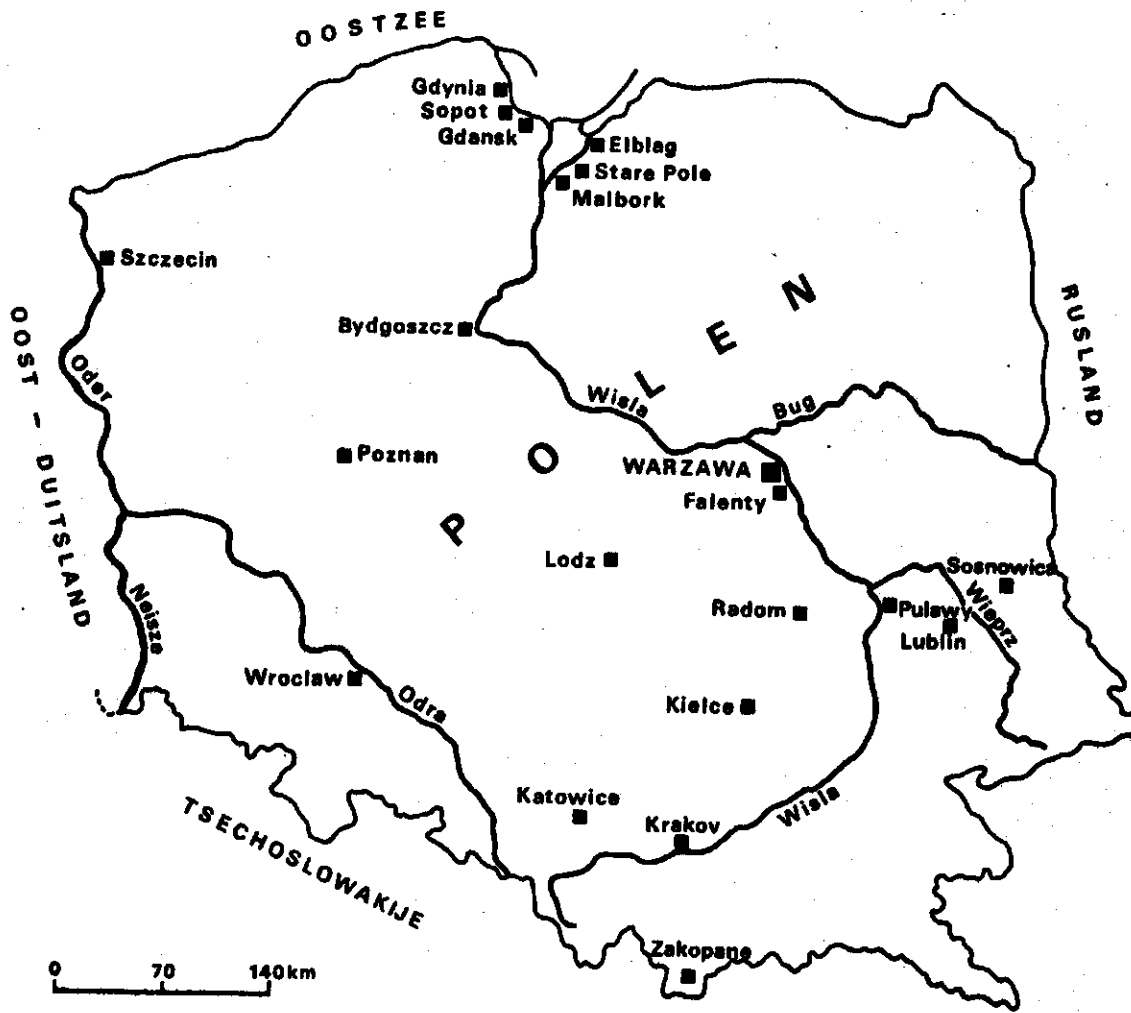 OOSTZEE
Gdynia
Sopot
Gdansk
Elblag
Stare Pole
Malbork
Szczecin
OOST - DUITSLAND
RUSLAND
POLEN
Bydgoszcz
Oder
Wisla
Bug
Poznan
WARZAWA
Falenty
Lodz
Sosnowica
Neisze
Radom
Pulawy
Wieprz
Lublin
Wroclaw
Odra
Kielce
Katowice
Wisla
Krakov
TSECHOSLOWAKIJE
Zakopane
0 70 140km